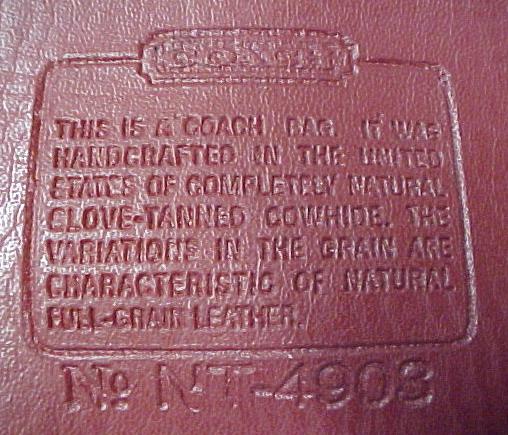 COACH
THIS IS A COACH BAG. IT WAS
HANDCRAFTED IN THE UNITED
STATES OF COMPLETELY NATURAL
GLOVE-TANNED COWHIDE. THE
VARIATIONS IN THE GRAIN ARE
CHARACTERISTIC OF NATURAL
FULL-GRAIN LEATHER.
No NT-4903